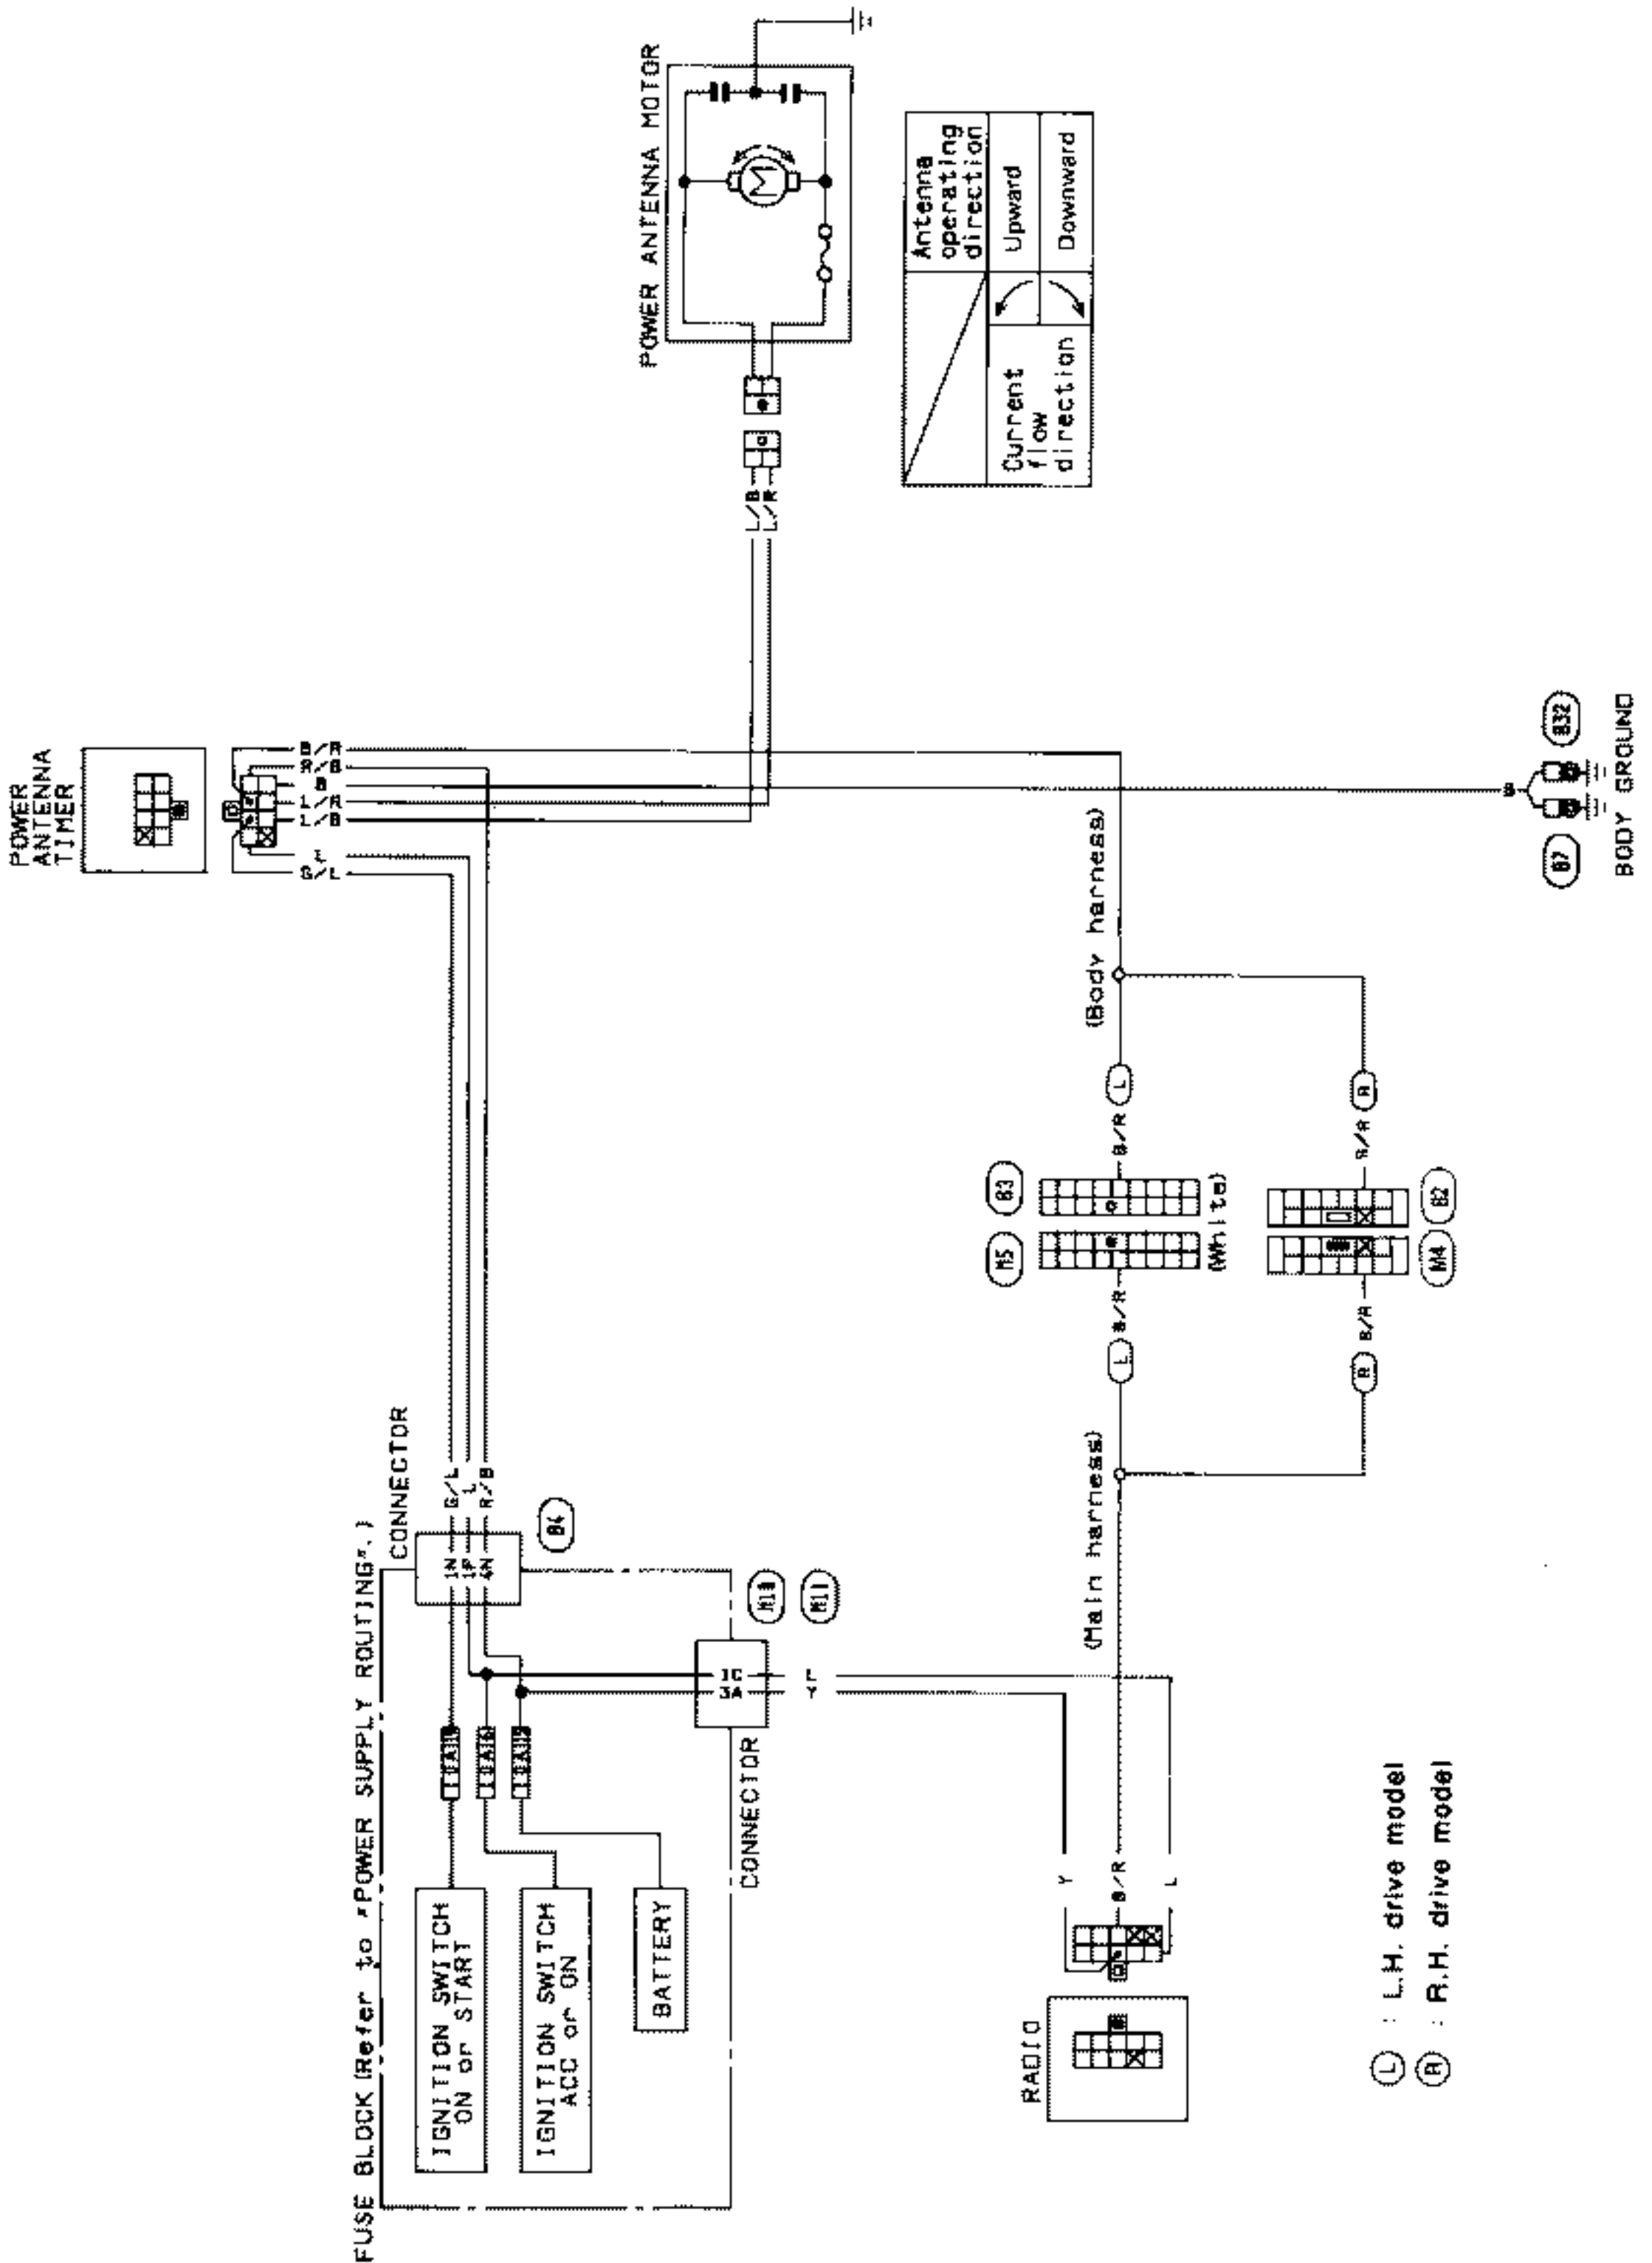 FUSE BLOCK (Refer to "POWER SUPPLY ROUTING".)
IGNITION SWITCH
ON or START
IGNITION SWITCH
ACC or ON
BATTERY
10A
10A
10A
CONNECTOR
1N
1P
4N
G/L
L
R/B
B4
CONNECTOR
1C
3A
L
Y
M10
M11
POWER
ANTENNA
TIMER
B/R
R/B
B
L/R
L/B
L
G/L
POWER ANTENNA MOTOR
M
L/B
L/R
Antenna
operating
direction
Current
flow
direction
Upward
Downward
RADIO
Y
B/R
L
(Main harness)
(Body harness)
L
B/R
M5
B3
B/R
L
(White)
R
B/R
M4
B2
B/R
R
B
B7
B32
BODY GROUND
L : L.H. drive model
R : R.H. drive model